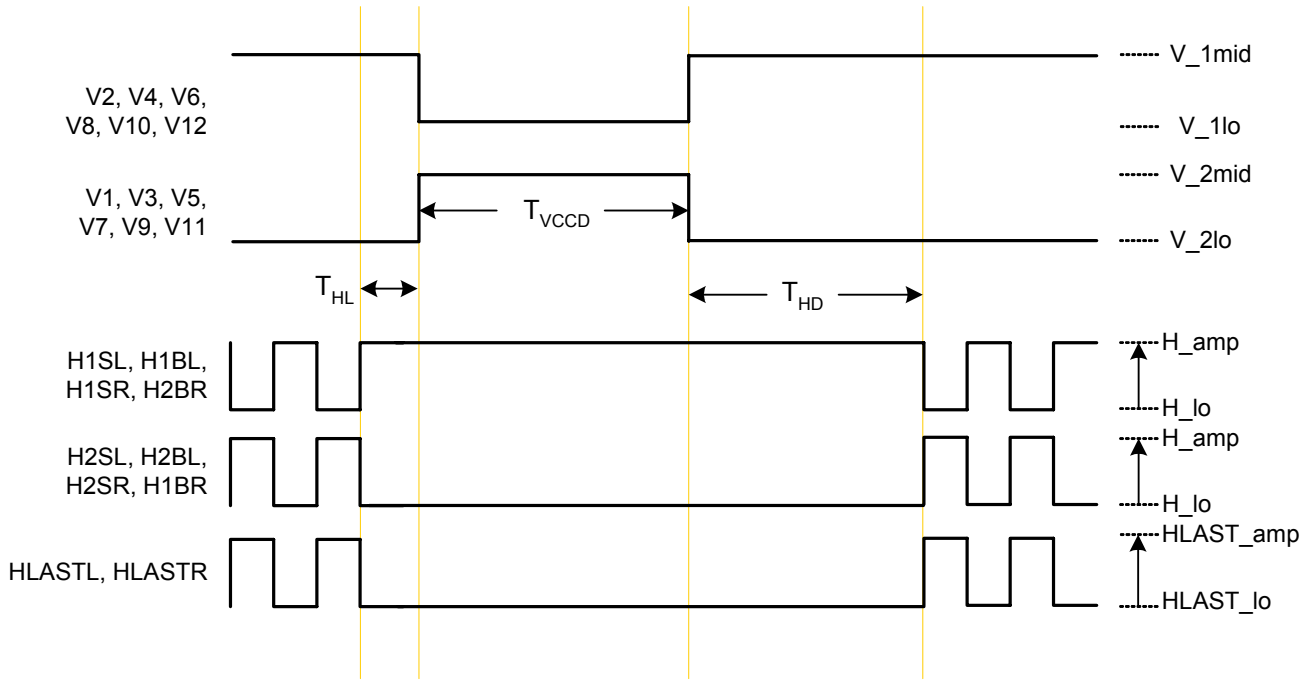 V_1mid
V2, V4, V6,
V8, V10, V12
V_1lo
V_2mid
V1, V3, V5,
V7, V9, V11
TVCCD
V_2lo
THL
THD
H_amp
H1SL, H1BL,
H1SR, H2BR
H_lo
H_amp
H2SL, H2BL,
H2SR, H1BR
H_lo
HLAST_amp
HLASTL, HLASTR
HLAST_lo